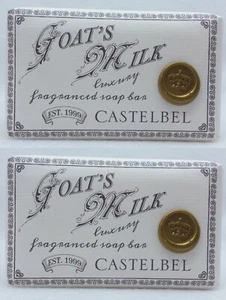 GOAT'S
MILK
luxury
fragranced soap bar
EST. 1999
CASTELBEL
GOAT'S
MILK
luxury
fragranced soap bar
EST. 1999
CASTELBEL